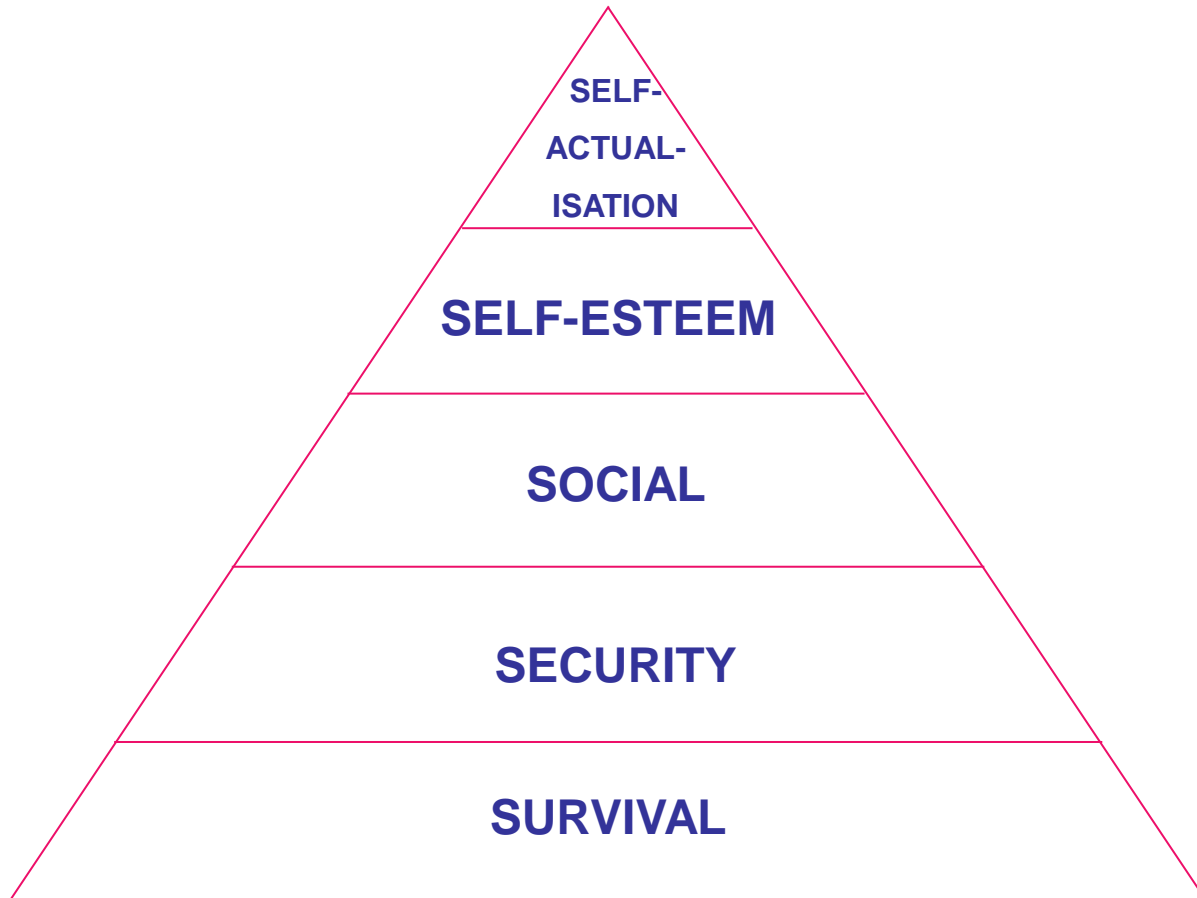 SELF-
ACTUAL-
ISATION
SELF-ESTEEM
SOCIAL
SECURITY
SURVIVAL